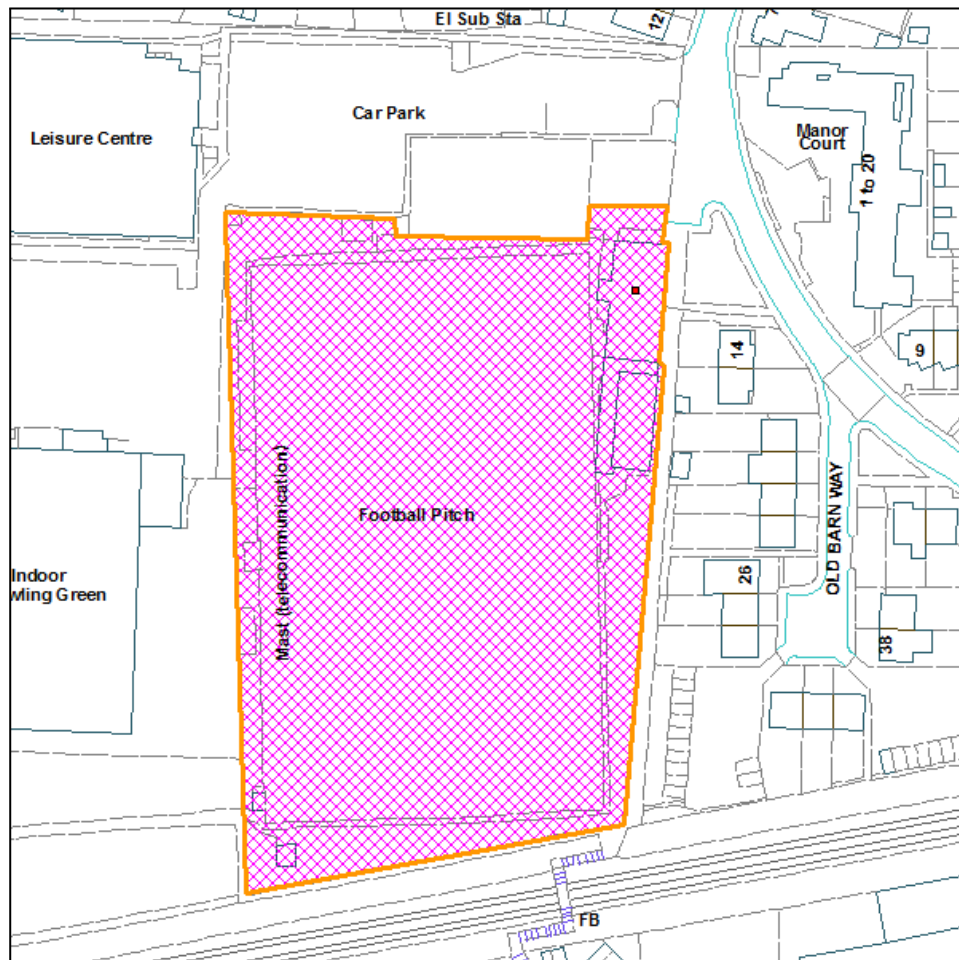 El Sub Sta
12
Car Park
Leisure Centre
Manor
Court
1 to 20
14
9
Mast (telecommunication)
Football Pitch
OLD BARN WAY
Indoor
wling Green
26
38
FB